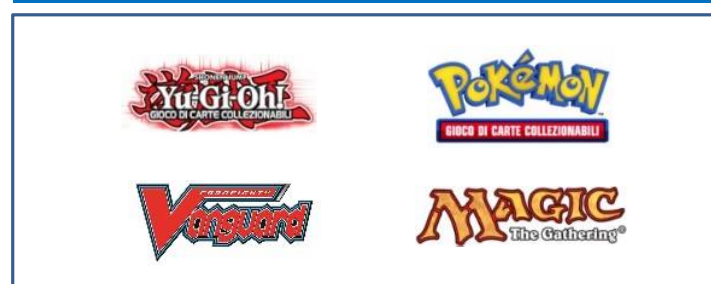 SHONEN JUMP
Yu-Gi-Oh!
GIOCO DI CARTE COLLEZIONABILI
POKéMON
GIOCO DI CARTE COLLEZIONABILI
CARDFIGHT!!
Vanguard
MAGIC
The Gathering®